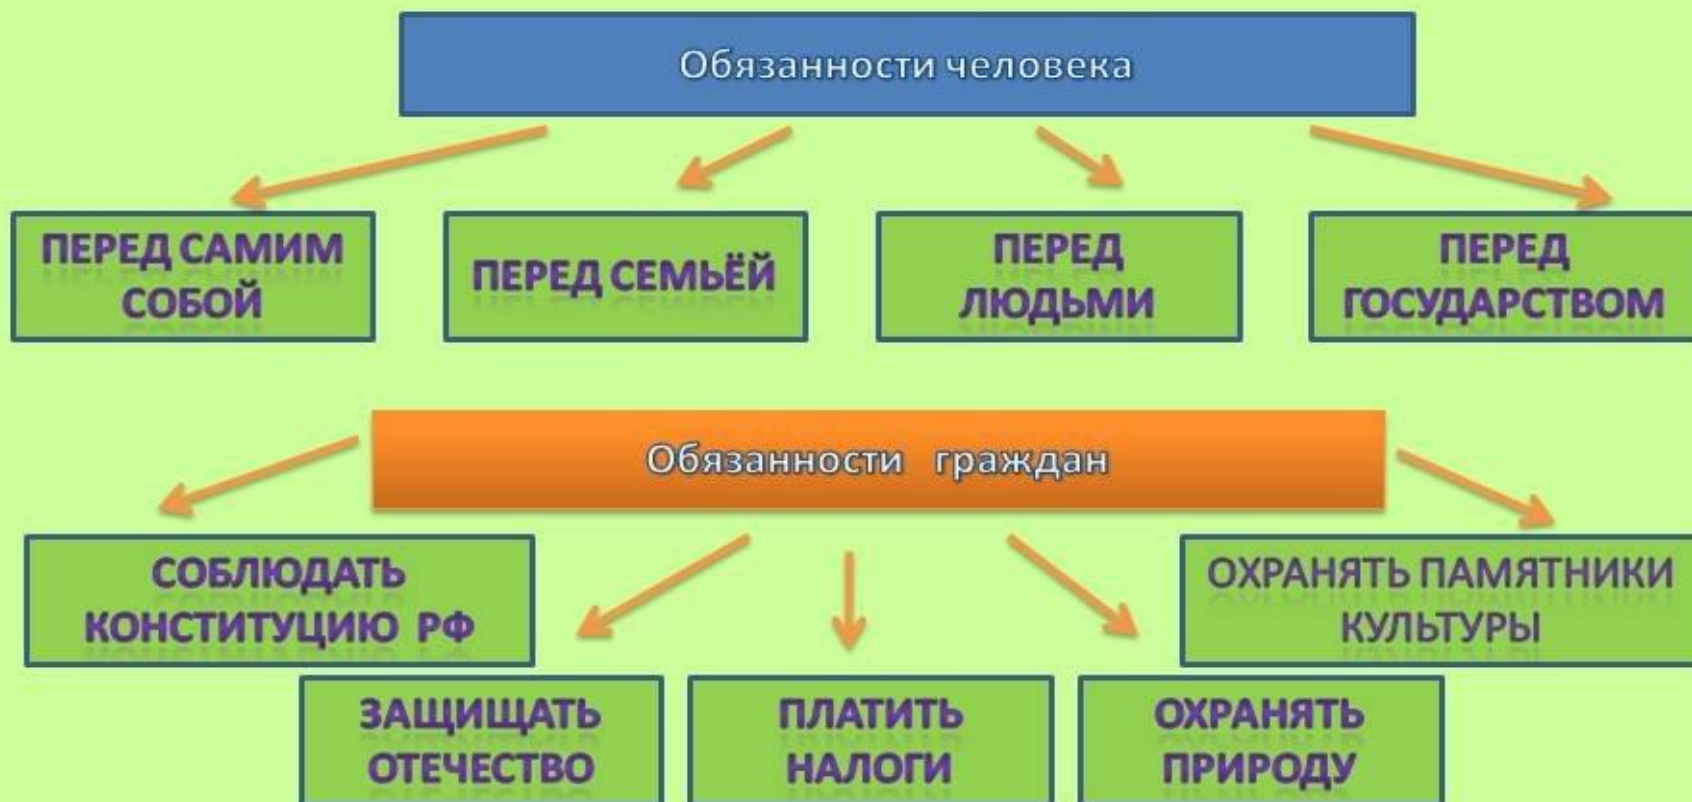 Обязанности человека
ПЕРЕД САМИМ
СОБОЙ
ПЕРЕД СЕМЬЁЙ
ПЕРЕД
ЛЮДЬМИ
ПЕРЕД
ГОСУДАРСТВОМ
Обязанности граждан
СОБЛЮДАТЬ
КОНСТИТУЦИЮ РФ
ЗАЩИЩАТЬ
ОТЕЧЕСТВО
ПЛАТИТЬ
НАЛОГИ
ОХРАНЯТЬ
ПРИРОДУ
ОХРАНЯТЬ ПАМЯТНИКИ
КУЛЬТУРЫ